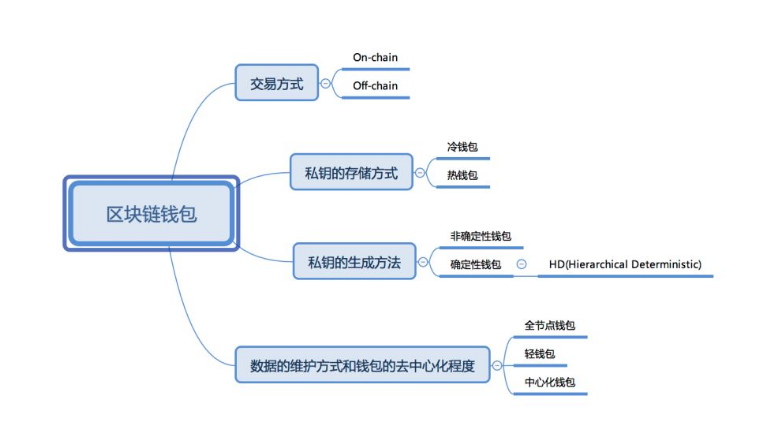 区块链钱包
交易方式
On-chain
Off-chain
私钥的存储方式
冷钱包
热钱包
私钥的生成方法
非确定性钱包
确定性钱包
HD(Hierarchical Deterministic)
数据的维护方式和钱包的去中心化程度
全节点钱包
轻钱包
中心化钱包